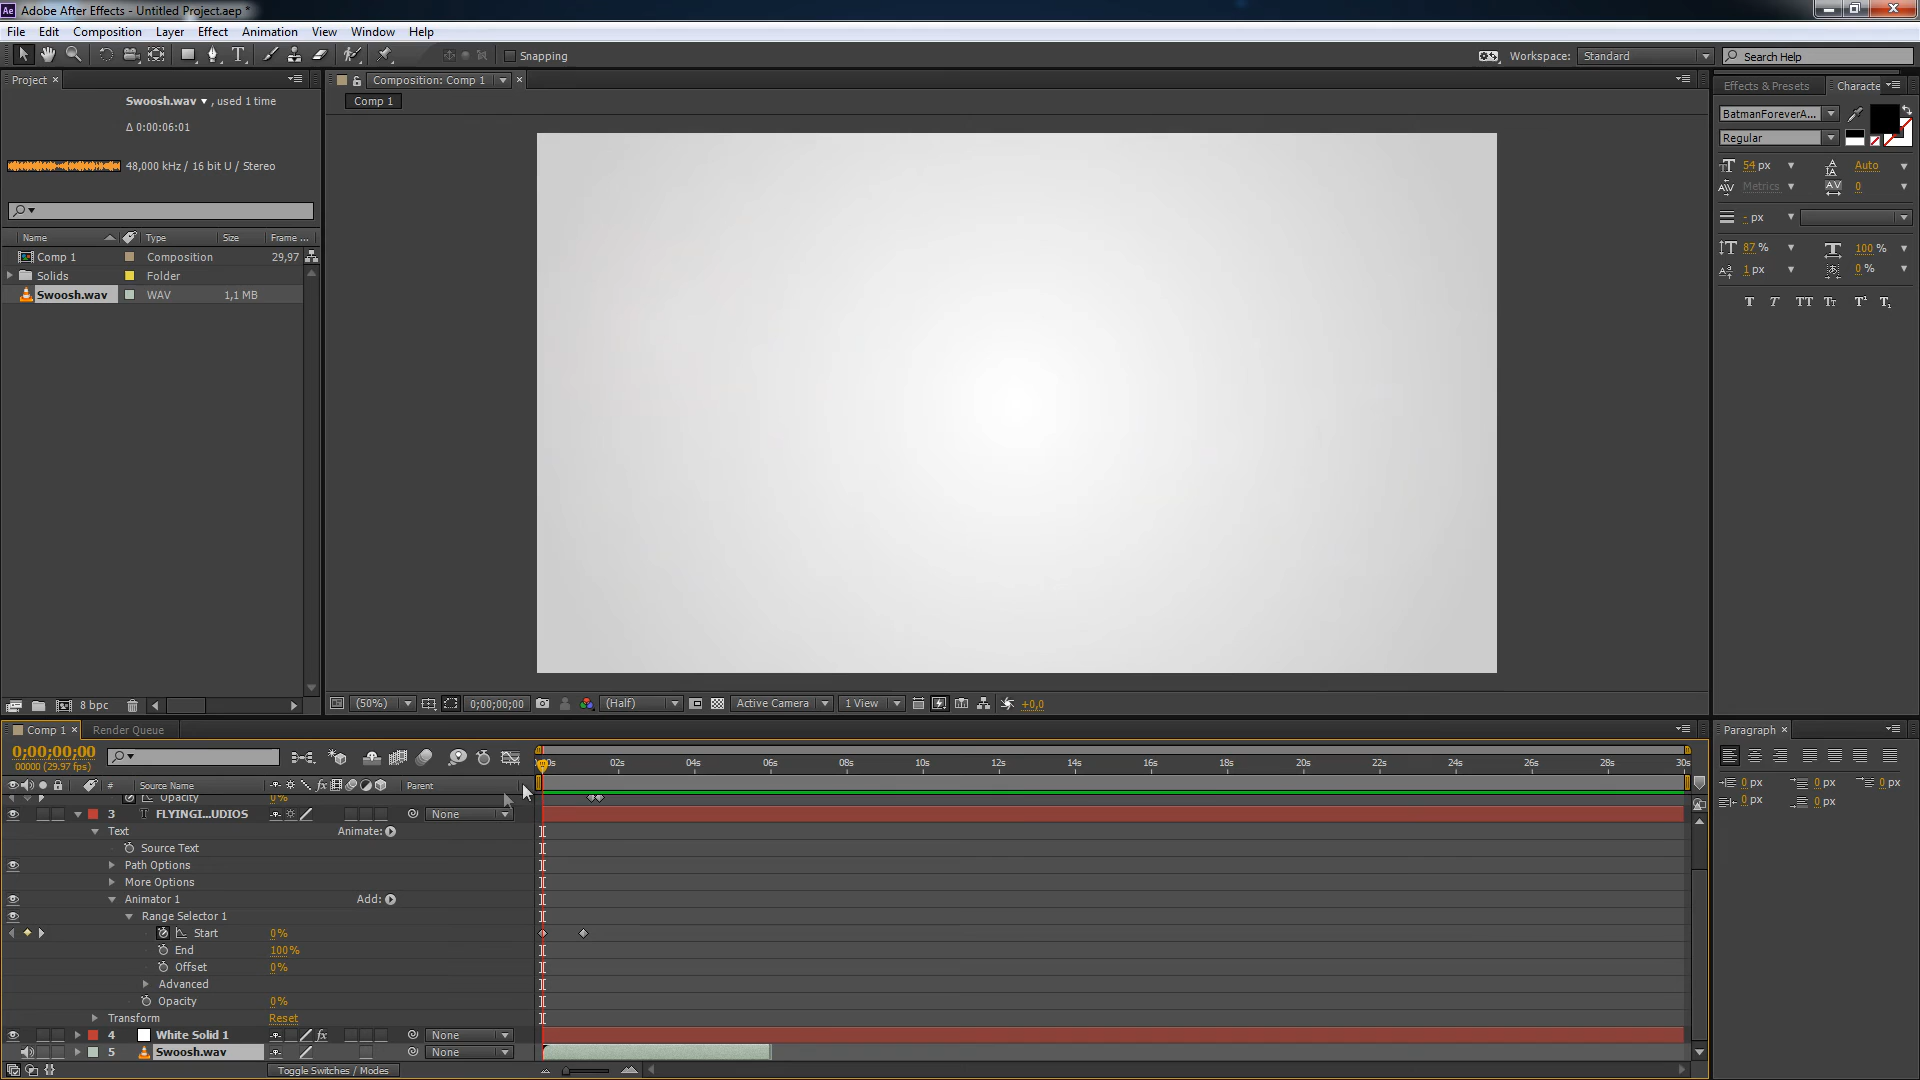 Adobe After Effects - Untitled Project.aep *
File Edit Composition Layer Effect Animation View Window Help
Snapping
Workspace: Standard
Search Help
Project
Composition: Comp 1
Effects & Presets
Characte
Swoosh.wav , used 1 time
Comp 1
Δ 0:00:06:01
48,000 kHz / 16 bit U / Stereo
BatmanForeverA...
Regular
54 px
Auto
Metrics
0
- px
87 %
100 %
1 px
0 %
Name Type Size Frame ...
Comp 1 Composition 29,97
Solids Folder
Swoosh.wav WAV 1,1 MB
8 bpc
(50%) 0;00;00;00 (Half) Active Camera 1 View +0,0
Comp 1
Render Queue
Paragraph
0;00;00;00
00000 (29.97 fps)
02s 04s 06s 08s 10s 12s 14s 16s 18s 20s 22s 24s 26s 28s 30s
# Source Name Parent
Opacity 0%
3 FLYINGI...UDIOS None
Text Animate:
Source Text
Path Options
More Options
Animator 1 Add:
Range Selector 1
Start 0%
End 100%
Offset 0%
Advanced
Opacity 0%
Transform Reset
4 White Solid 1 None
5 Swoosh.wav None
Toggle Switches / Modes
0 px 0 px 0 px
0 px 0 px